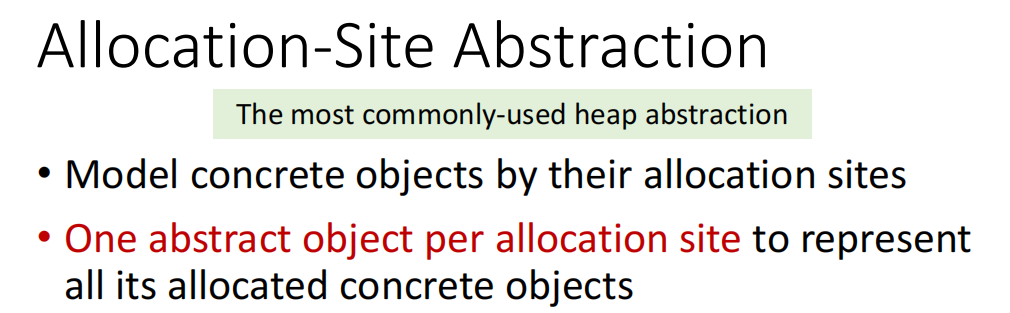 Allocation-Site Abstraction
The most commonly-used heap abstraction
• Model concrete objects by their allocation sites
• One abstract object per allocation site to represent
all its allocated concrete objects